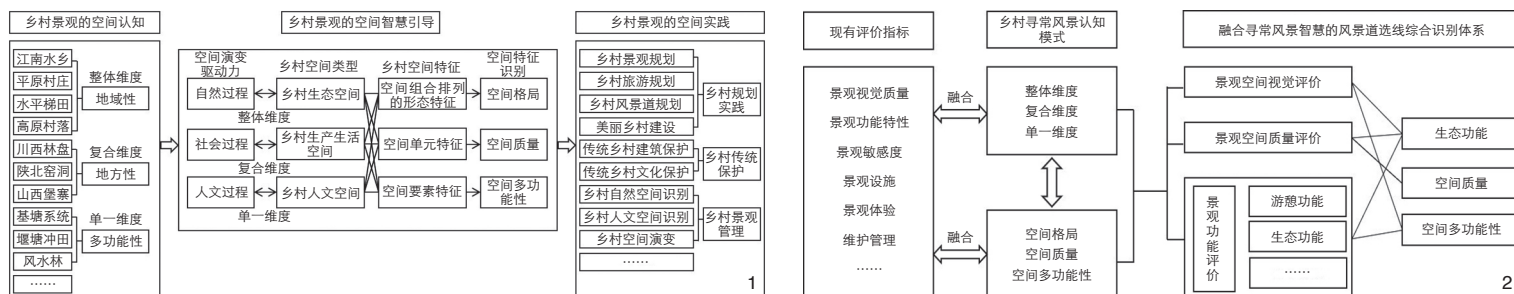 乡村景观的空间认知
江南水乡
平原村庄
水平梯田
高原村落
川西林盘
陕北窑洞
山西堡寨
基塘系统
堰塘冲田
风水林
……
整体维度
地域性
复合维度
地方性
单一维度
多功能性
乡村景观的空间智慧引导
空间演变
驱动力
乡村空间类型
乡村空间特征
空间特征
识别
自然过程
乡村生态空间
空间组合排列
的形态特征
空间格局
整体维度
社会过程
乡村生产生活
空间
空间单元特征
空间质量
复合维度
人文过程
乡村人文空间
空间要素特征
空间多功
能性
单一维度
乡村景观的空间实践
乡村景观规划
乡村旅游规划
乡村风景道规划
美丽乡村建设
传统乡村建筑保护
传统乡村文化保护
乡村自然空间识别
乡村人文空间识别
乡村空间演变
……
乡村规划
实践
乡村传统
保护
乡村景观
管理
1
现有评价指标
景观视觉质量
景观功能特性
景观敏感度
景观设施
景观体验
维护管理
……
融合
融合
乡村寻常风景认知
模式
整体维度
复合维度
单一维度
空间格局
空间质量
空间多功能性
融合寻常风景智慧的风景道选线综合识别体系
景观空间视觉评价
景观空间质量评价
景观功能评价
游憩功能
生态功能
……
生态功能
空间质量
空间多功能性
2